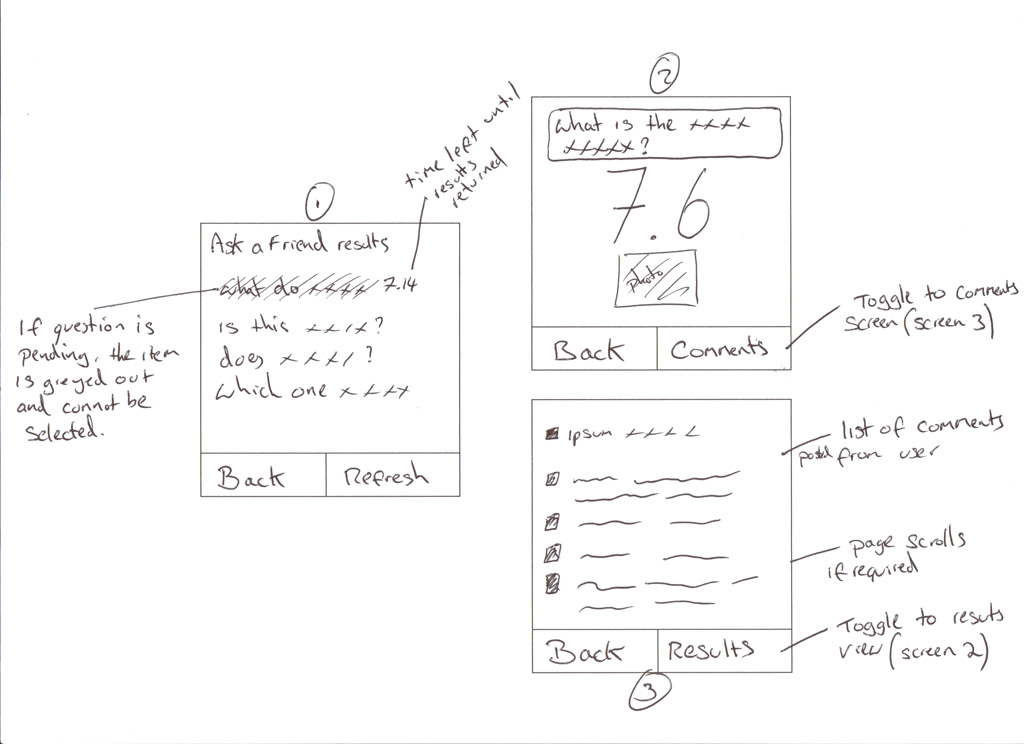 1
Ask a friend results
what do xxxx 7.14
is this xxxx?
does xxxx?
which one xxxx
Back
Refresh
time left until
results
returned
If question is
pending, the item
is greyed out
and cannot be
selected.
2
What is the xxxx
xxxxx?
7.6
photo
Back
Comments
Toggle to comments
screen (screen 3)
ipsum xxxx
Back
Results
3
list of comments
posted from user
page scrolls
if required
Toggle to results
view (screen 2)